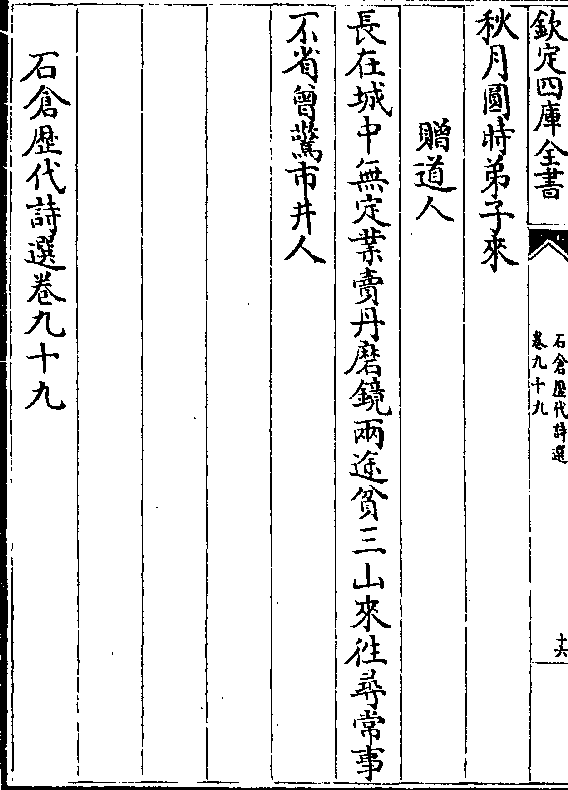 欽定四庫全書
石倉歷代詩選
卷九十九
十六
秋月圓時弟子來
贈道人
長在城中無定業賣丹磨鏡兩途貧三山來往尋常事
不省曾驚市井人
石倉歷代詩選卷九十九